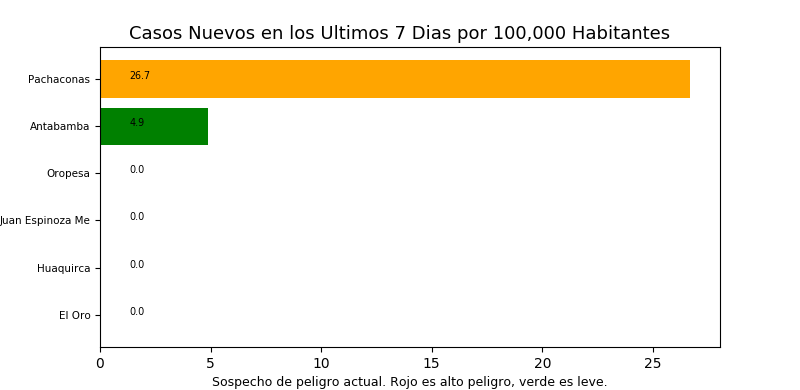 Casos Nuevos en los Ultimos 7 Dias por 100,000 Habitantes
Pachaconas 26.7
Antabamba 4.9
Oropesa 0.0
Juan Espinoza Me 0.0
Huaquirca 0.0
El Oro 0.0
0 5 10 15 20 25
Sospecho de peligro actual. Rojo es alto peligro, verde es leve.